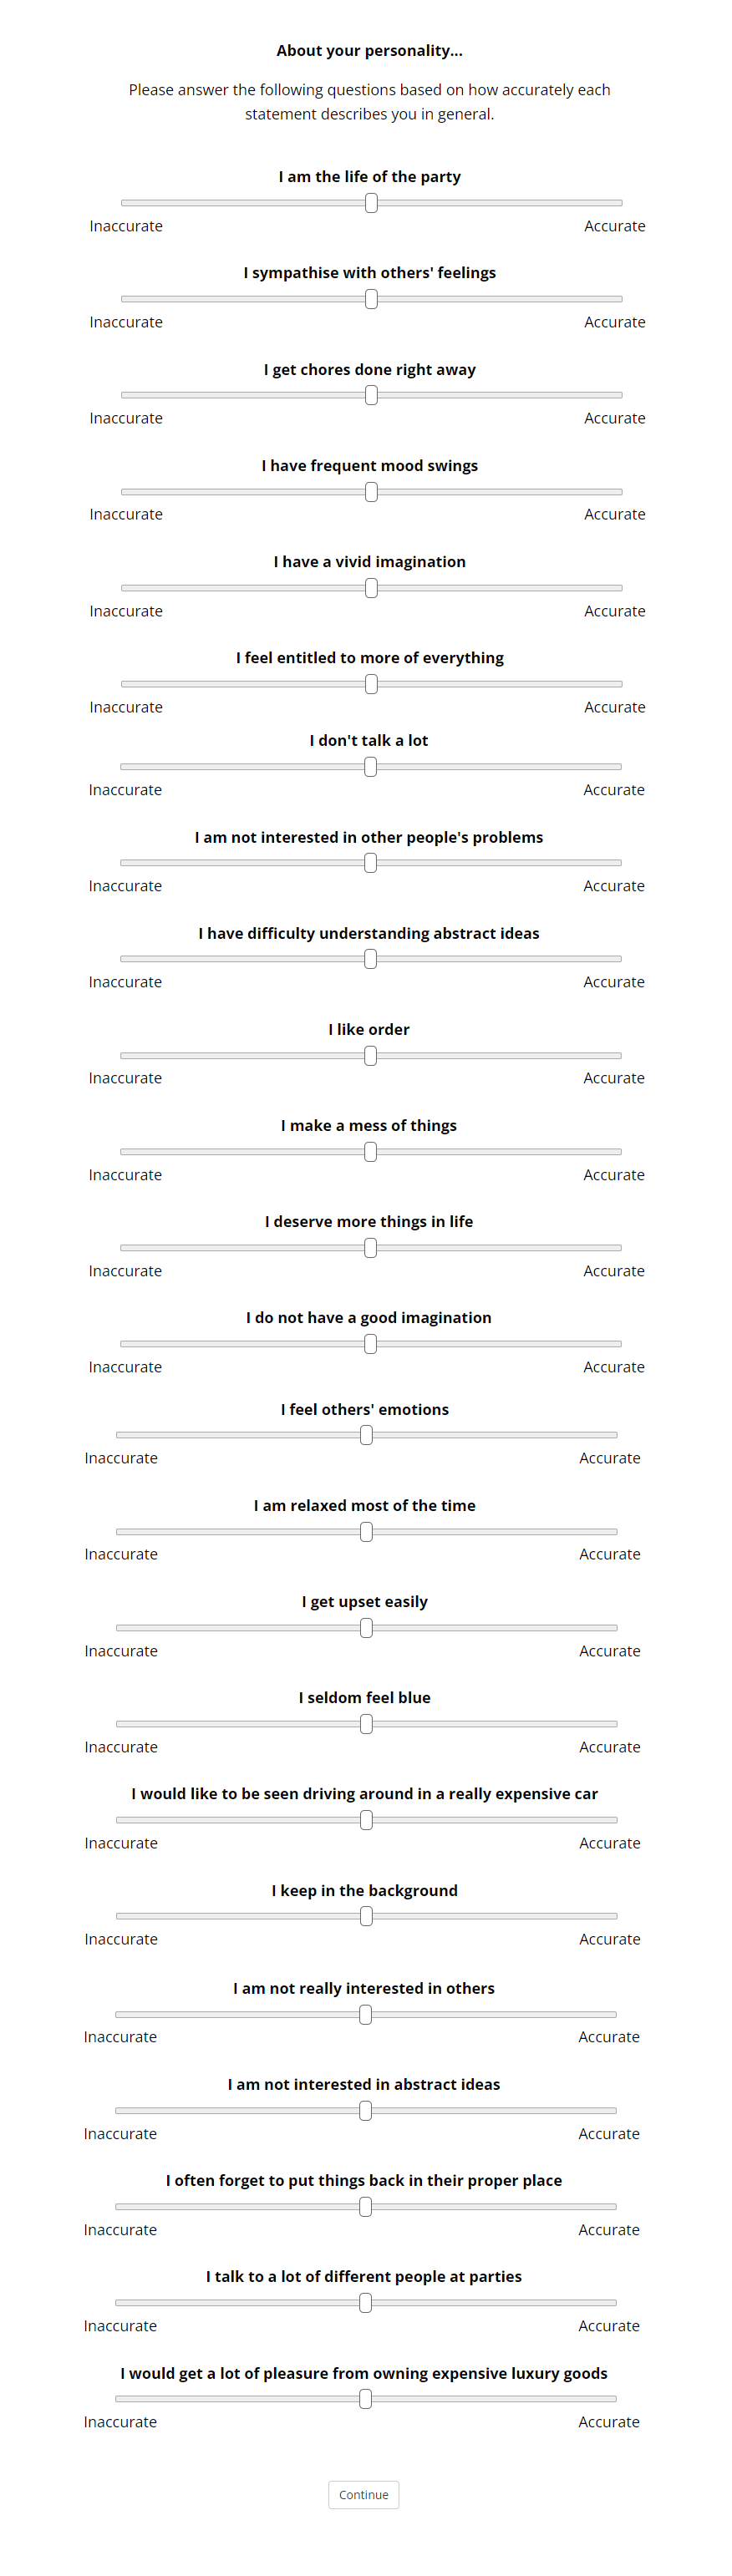 About your personality...
Please answer the following questions based on how accurately each
statement describes you in general.
I am the life of the party
Inaccurate Accurate
I sympathise with others' feelings
Inaccurate Accurate
I get chores done right away
Inaccurate Accurate
I have frequent mood swings
Inaccurate Accurate
I have a vivid imagination
Inaccurate Accurate
I feel entitled to more of everything
Inaccurate Accurate
I don't talk a lot
Inaccurate Accurate
I am not interested in other people's problems
Inaccurate Accurate
I have difficulty understanding abstract ideas
Inaccurate Accurate
I like order
Inaccurate Accurate
I make a mess of things
Inaccurate Accurate
I deserve more things in life
Inaccurate Accurate
I do not have a good imagination
Inaccurate Accurate
I feel others' emotions
Inaccurate Accurate
I am relaxed most of the time
Inaccurate Accurate
I get upset easily
Inaccurate Accurate
I seldom feel blue
Inaccurate Accurate
I would like to be seen driving around in a really expensive car
Inaccurate Accurate
I keep in the background
Inaccurate Accurate
I am not really interested in others
Inaccurate Accurate
I am not interested in abstract ideas
Inaccurate Accurate
I often forget to put things back in their proper place
Inaccurate Accurate
I talk to a lot of different people at parties
Inaccurate Accurate
I would get a lot of pleasure from owning expensive luxury goods
Inaccurate Accurate
Continue